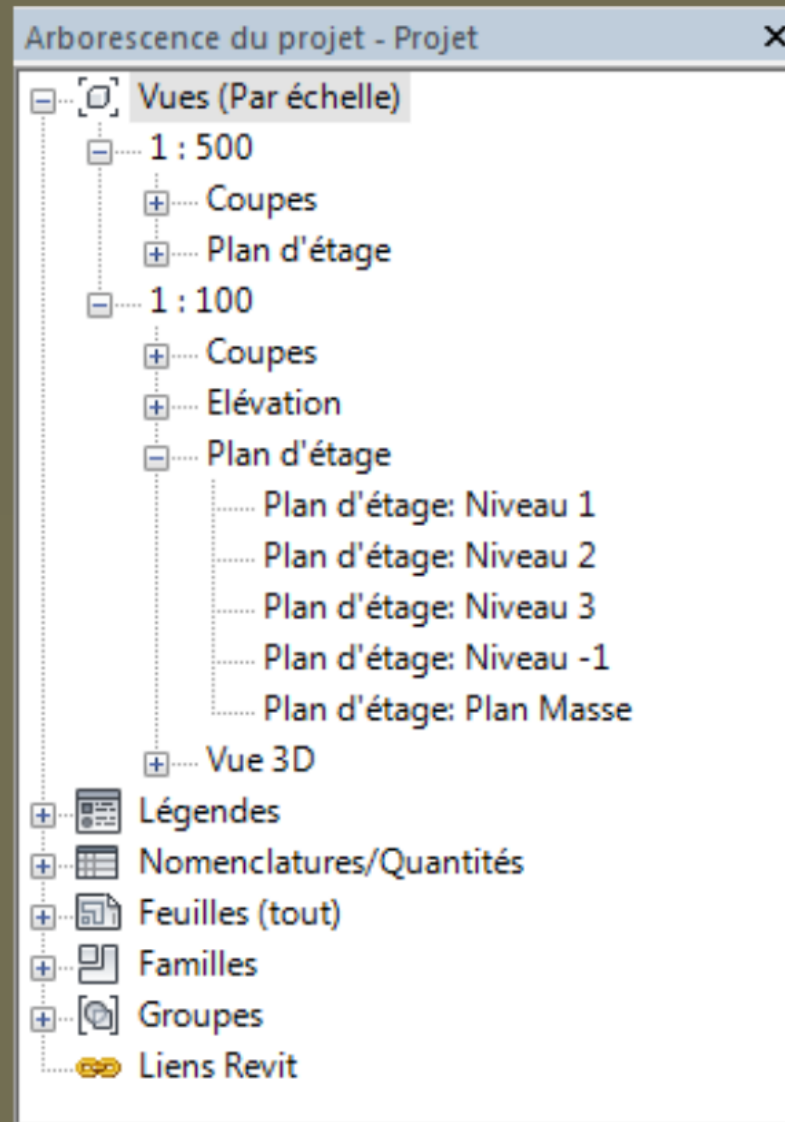 Arborescence du projet - Projet
Vues (Par échelle)
1 : 500
Coupes
Plan d'étage
1 : 100
Coupes
Elévation
Plan d'étage
Plan d'étage: Niveau 1
Plan d'étage: Niveau 2
Plan d'étage: Niveau 3
Plan d'étage: Niveau -1
Plan d'étage: Plan Masse
Vue 3D
Légendes
Nomenclatures/Quantités
Feuilles (tout)
Familles
Groupes
Liens Revit